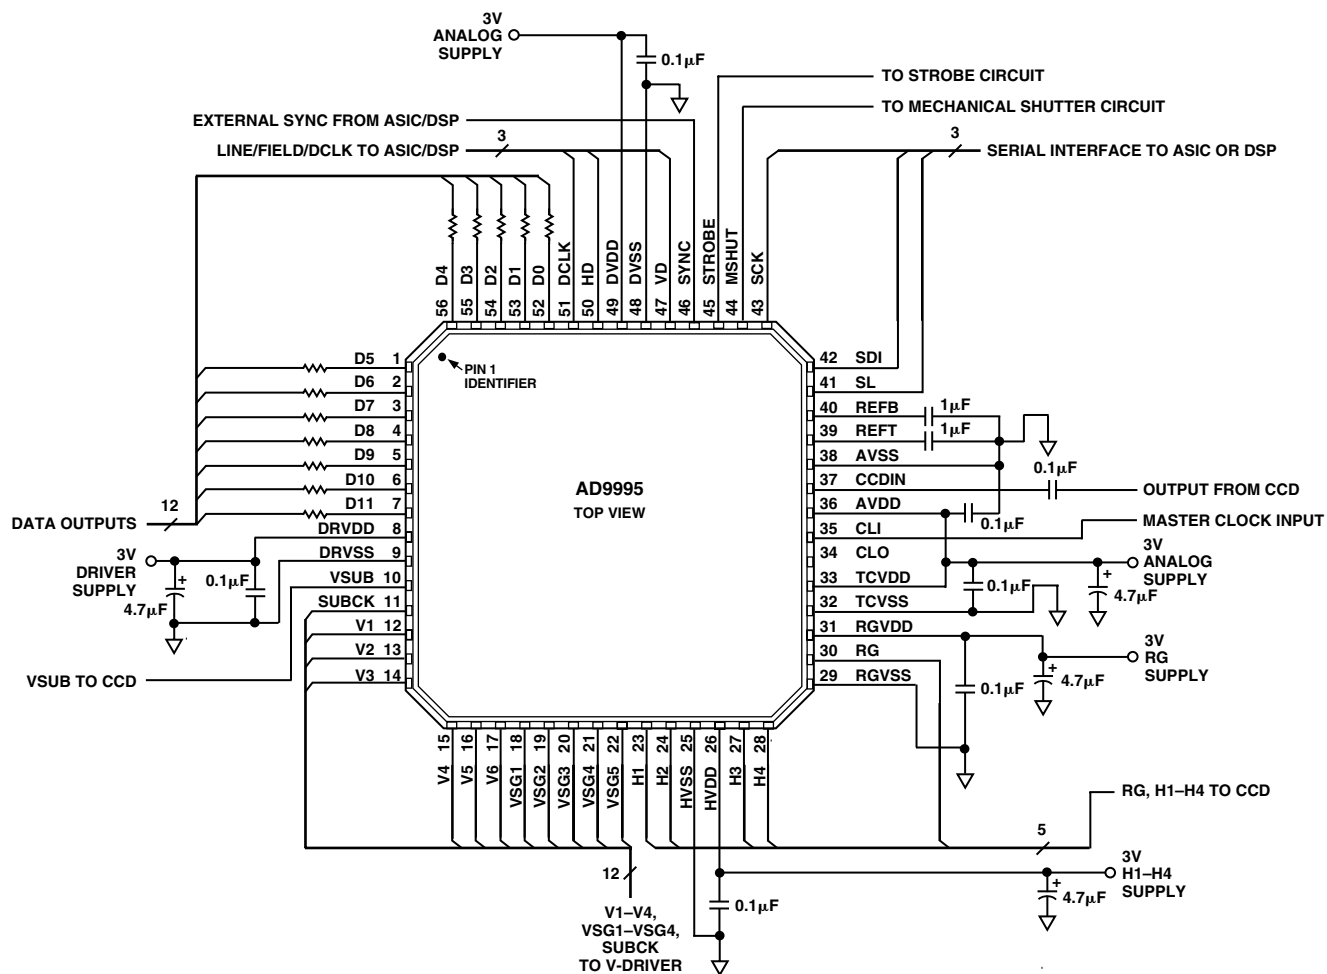 3V
ANALOG
SUPPLY
0.1µF
TO STROBE CIRCUIT
TO MECHANICAL SHUTTER CIRCUIT
EXTERNAL SYNC FROM ASIC/DSP
3
LINE/FIELD/DCLK TO ASIC/DSP
3
SERIAL INTERFACE TO ASIC OR DSP
56 D4
55 D3
54 D2
53 D1
52 D0
51 DCLK
50 HD
49 DVDD
48 DVSS
47 VD
46 SYNC
45 STROBE
44 MSHUT
43 SCK
D5 1
D6 2
D7 3
D8 4
D9 5
D10 6
D11 7
DRVDD 8
DRVSS 9
VSUB 10
SUBCK 11
V1 12
V2 13
V3 14
PIN 1
IDENTIFIER
AD9995
TOP VIEW
12
DATA OUTPUTS
3V
DRIVER
SUPPLY
+
4.7µF
0.1µF
VSUB TO CCD
42 SDI
41 SL
40 REFB
39 REFT
38 AVSS
37 CCDIN
36 AVDD
35 CLI
34 CLO
33 TCVDD
32 TCVSS
31 RGVDD
30 RG
29 RGVSS
1µF
1µF
0.1µF
OUTPUT FROM CCD
0.1µF
MASTER CLOCK INPUT
3V
ANALOG
SUPPLY
0.1µF
+
4.7µF
3V
RG
SUPPLY
0.1µF
+
4.7µF
15 V4
16 V5
17 V6
18 VSG1
19 VSG2
20 VSG3
21 VSG4
22 VSG5
23 H1
24 H2
25 HVSS
26 HVDD
27 H3
28 H4
RG, H1–H4 TO CCD
5
3V
H1–H4
SUPPLY
+
4.7µF
0.1µF
12
V1–V4,
VSG1–VSG4,
SUBCK
TO V-DRIVER